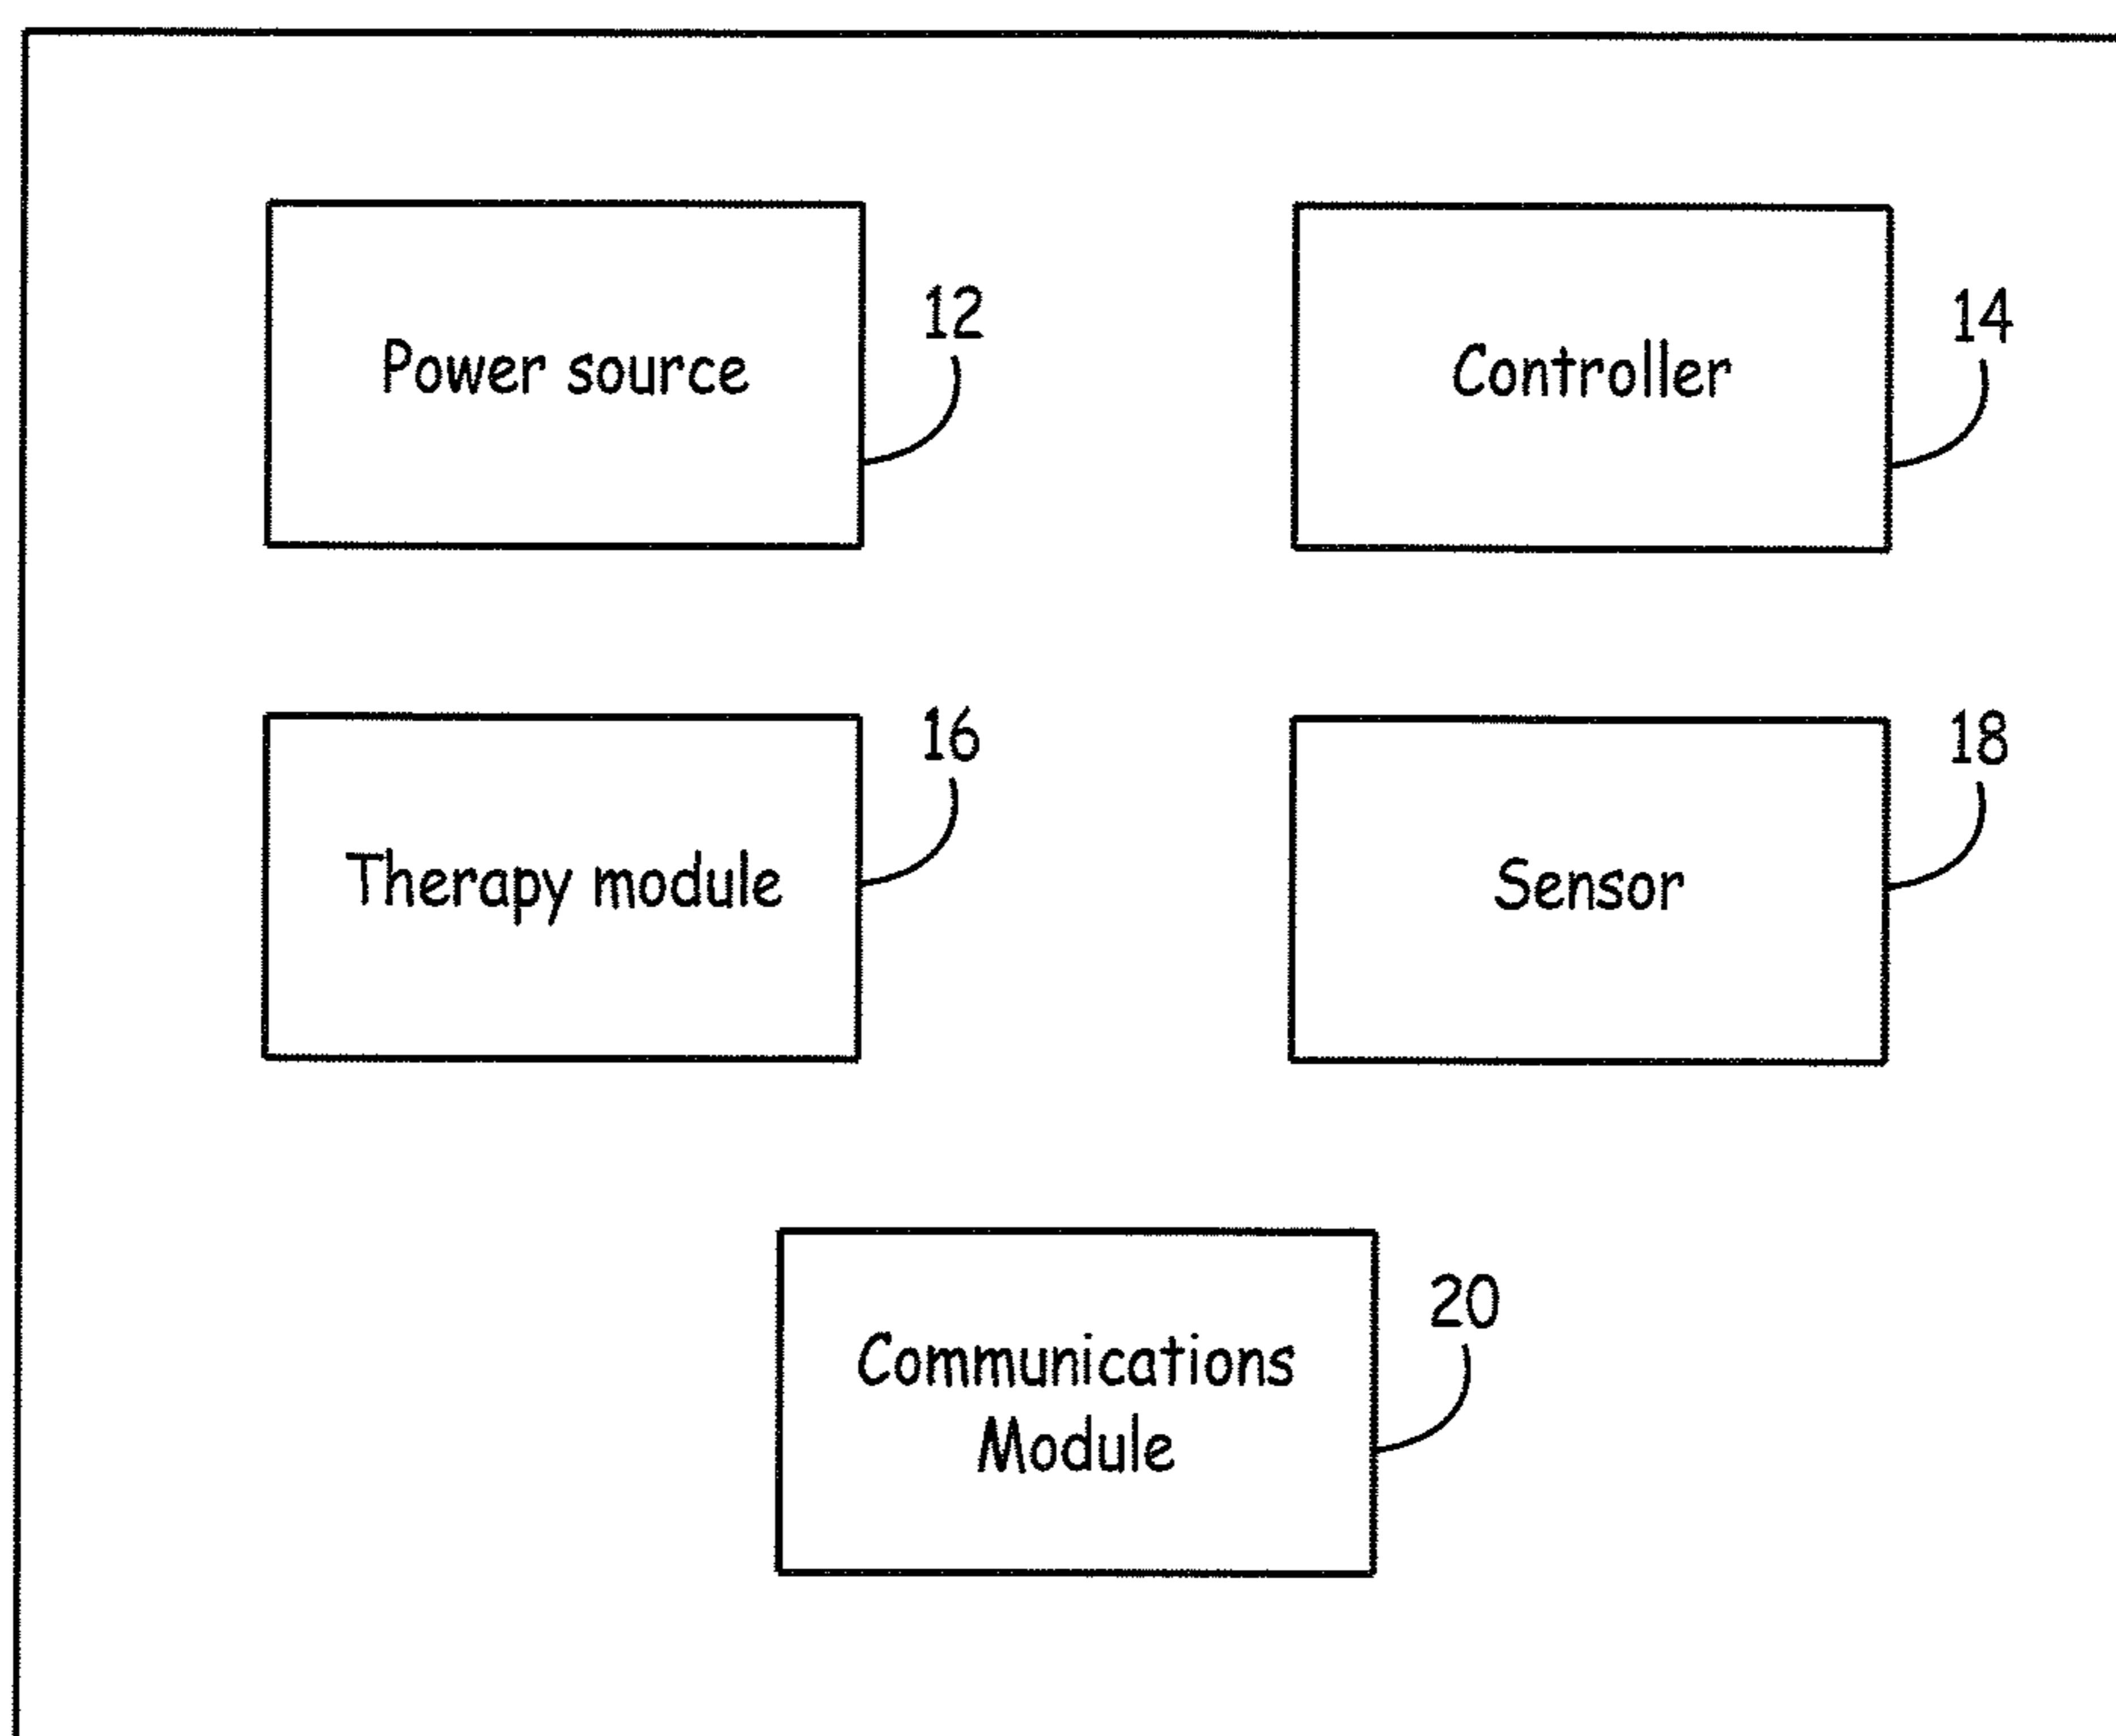 12
Power source
14
Controller
16
Therapy module
18
Sensor
20
Communications
Module